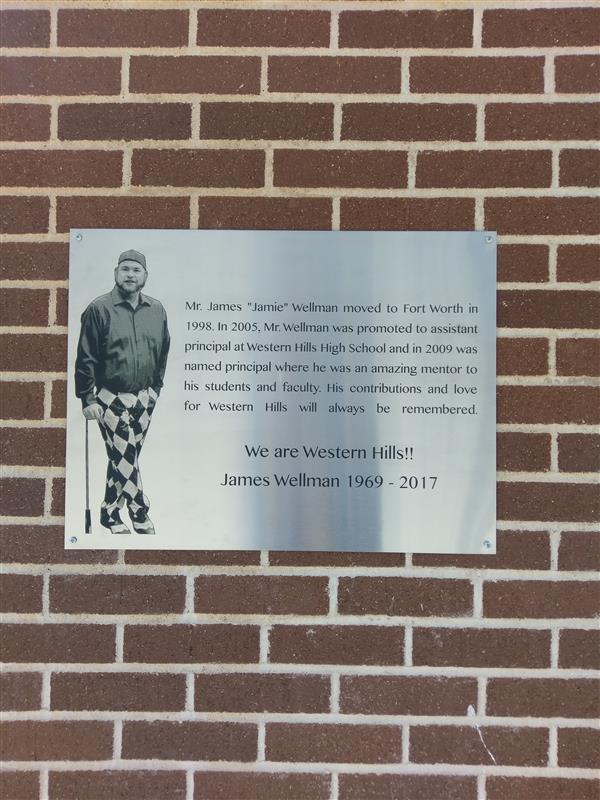 Mr. James "Jamie" Wellman moved to Fort Worth in
1998. In 2005, Mr. Wellman was promoted to assistant
principal at Western Hills High School and in 2009 was
named principal where he was an amazing mentor to
his students and faculty. His contributions and love
for Western Hills will always be remembered.
We are Western Hills!!
James Wellman 1969 - 2017